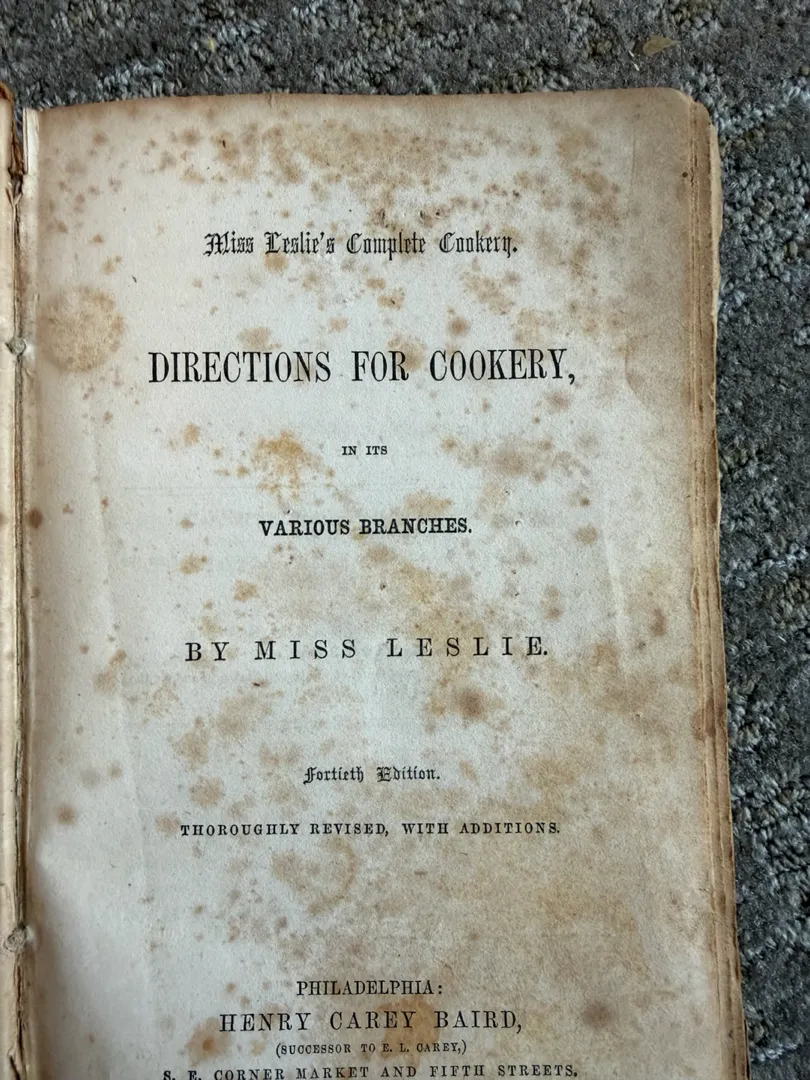 Miss Leslie's Complete Cookery.
DIRECTIONS FOR COOKERY,
IN ITS
VARIOUS BRANCHES.
BY MISS LESLIE.
Fortieth Edition.
THOROUGHLY REVISED, WITH ADDITIONS.
PHILADELPHIA:
HENRY CAREY BAIRD,
(SUCCESSOR TO E. L. CAREY,)
S. E. CORNER MARKET AND FIFTH STREETS.